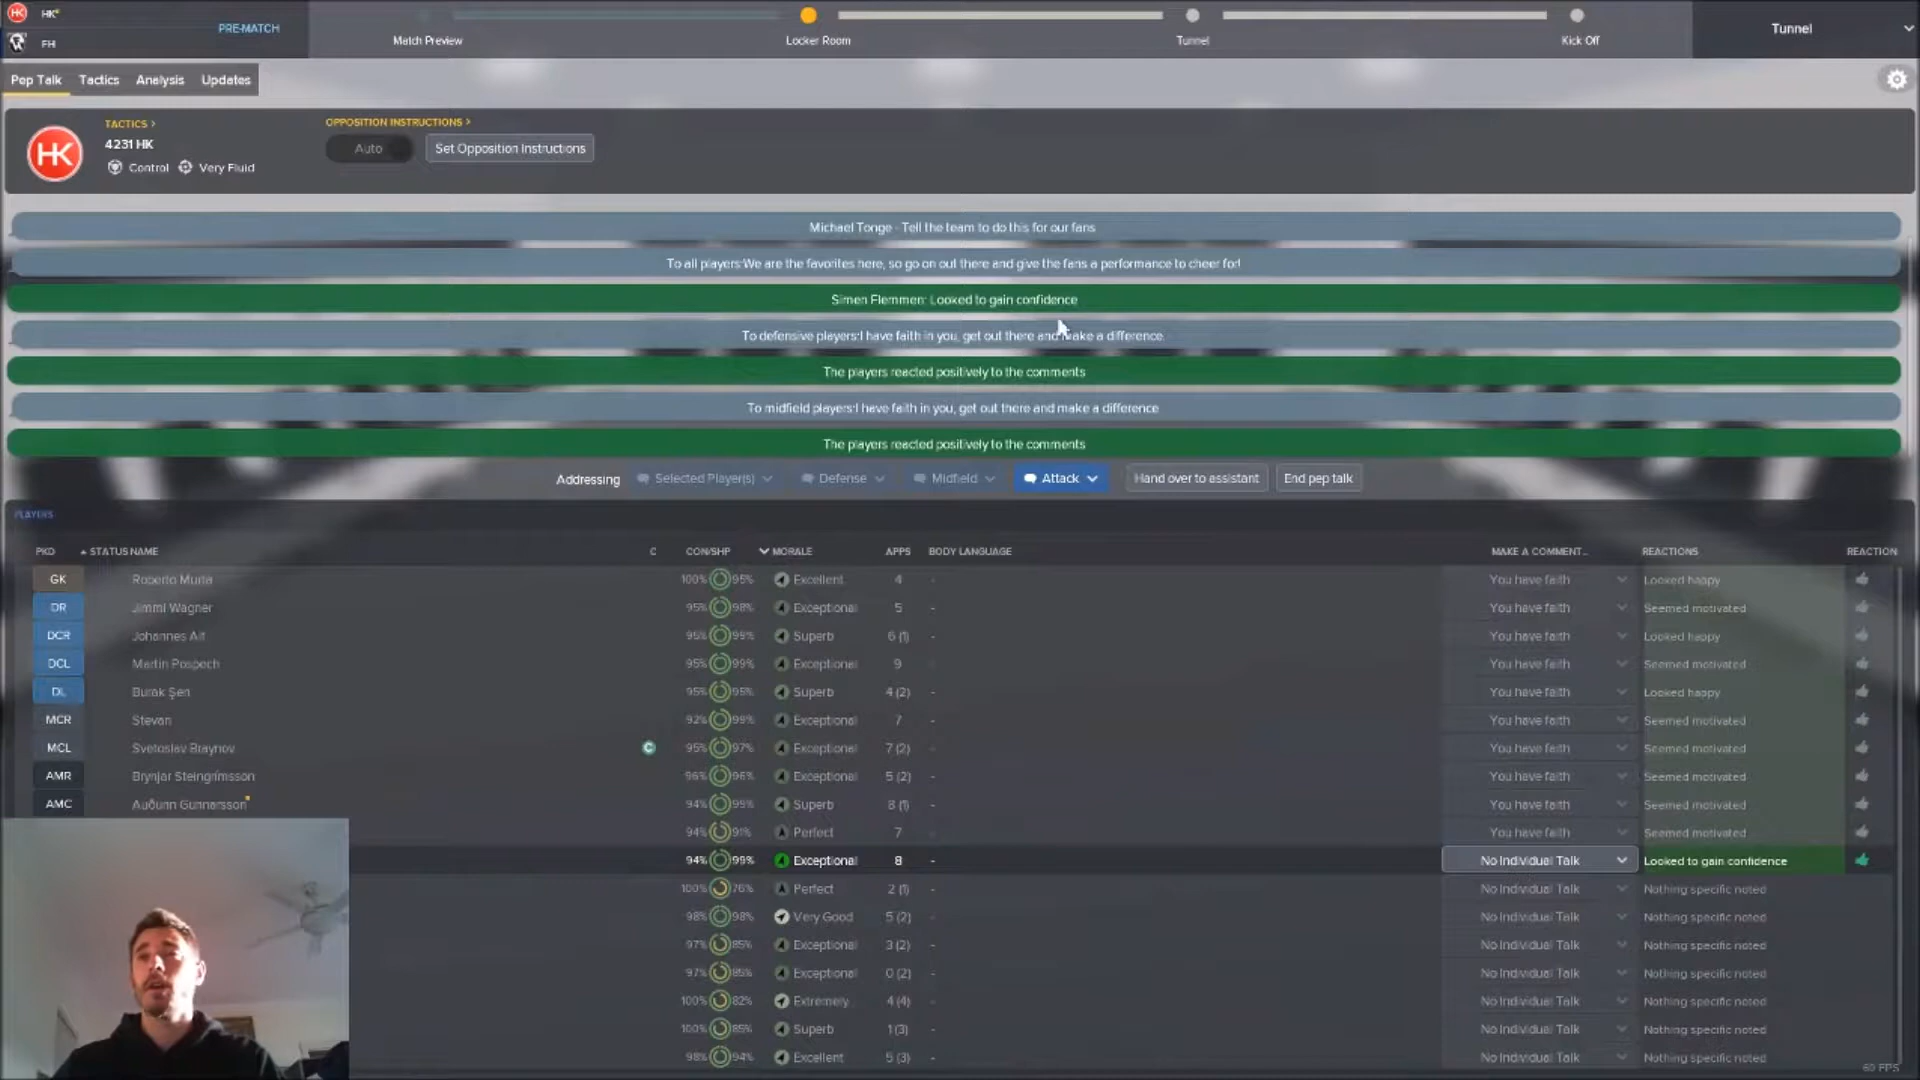 HK HK
FH
PRE-MATCH
Match Preview
Locker Room
Tunnel
Kick Off
Tunnel
Pep Talk Tactics Analysis Updates
HK
TACTICS >
4231 HK
Control Very Fluid
OPPOSITION INSTRUCTIONS >
Auto Set Opposition Instructions
Michael Tonge - Tell the team to do this for our fans
To all players:We are the favorites here, so go on out there and give the fans a performance to cheer for!
Simen Flemmen: Looked to gain confidence
To defensive players:I have faith in you, get out there and make a difference.
The players reacted positively to the comments
To midfield players:I have faith in you, get out there and make a difference
The players reacted positively to the comments
Addressing Selected Player(s) Defense Midfield Attack Hand over to assistant End pep talk
PLAYERS
PKD STATUS NAME C CON/SHP MORALE APPS BODY LANGUAGE MAKE A COMMENT... REACTIONS REACTION
GK Roberto Murta 100% 95% Excellent 4 - You have faith Looked happy
DR Jimmi Wagner 95% 98% Exceptional 5 - You have faith Seemed motivated
DCR Johannes Alt 95% 99% Superb 6 (1) - You have faith Looked happy
DCL Martin Pospech 95% 99% Exceptional 9 - You have faith Seemed motivated
DL Burak Şen 95% 95% Superb 4 (2) - You have faith Looked happy
MCR Stevan 92% 99% Exceptional 7 - You have faith Seemed motivated
MCL Svetoslav Braynov C 95% 97% Exceptional 7 (2) - You have faith Seemed motivated
AMR Brynjar Steingrímsson 96% 96% Exceptional 5 (2) - You have faith Seemed motivated
AMC Auðunn Gunnarsson 94% 99% Superb 8 (1) - You have faith Seemed motivated
94% 91% Perfect 7 - You have faith Seemed motivated
94% 99% Exceptional 8 - No Individual Talk Looked to gain confidence
100% 76% Perfect 2 (1) - No Individual Talk Nothing specific noted
98% 98% Very Good 5 (2) - No Individual Talk Nothing specific noted
97% 85% Exceptional 3 (2) - No Individual Talk Nothing specific noted
97% 85% Exceptional 0 (2) - No Individual Talk Nothing specific noted
100% 82% Extremely 4 (4) - No Individual Talk Nothing specific noted
100% 85% Superb 1 (3) - No Individual Talk Nothing specific noted
98% 94% Excellent 5 (3) - No Individual Talk Nothing specific noted
60 FPS